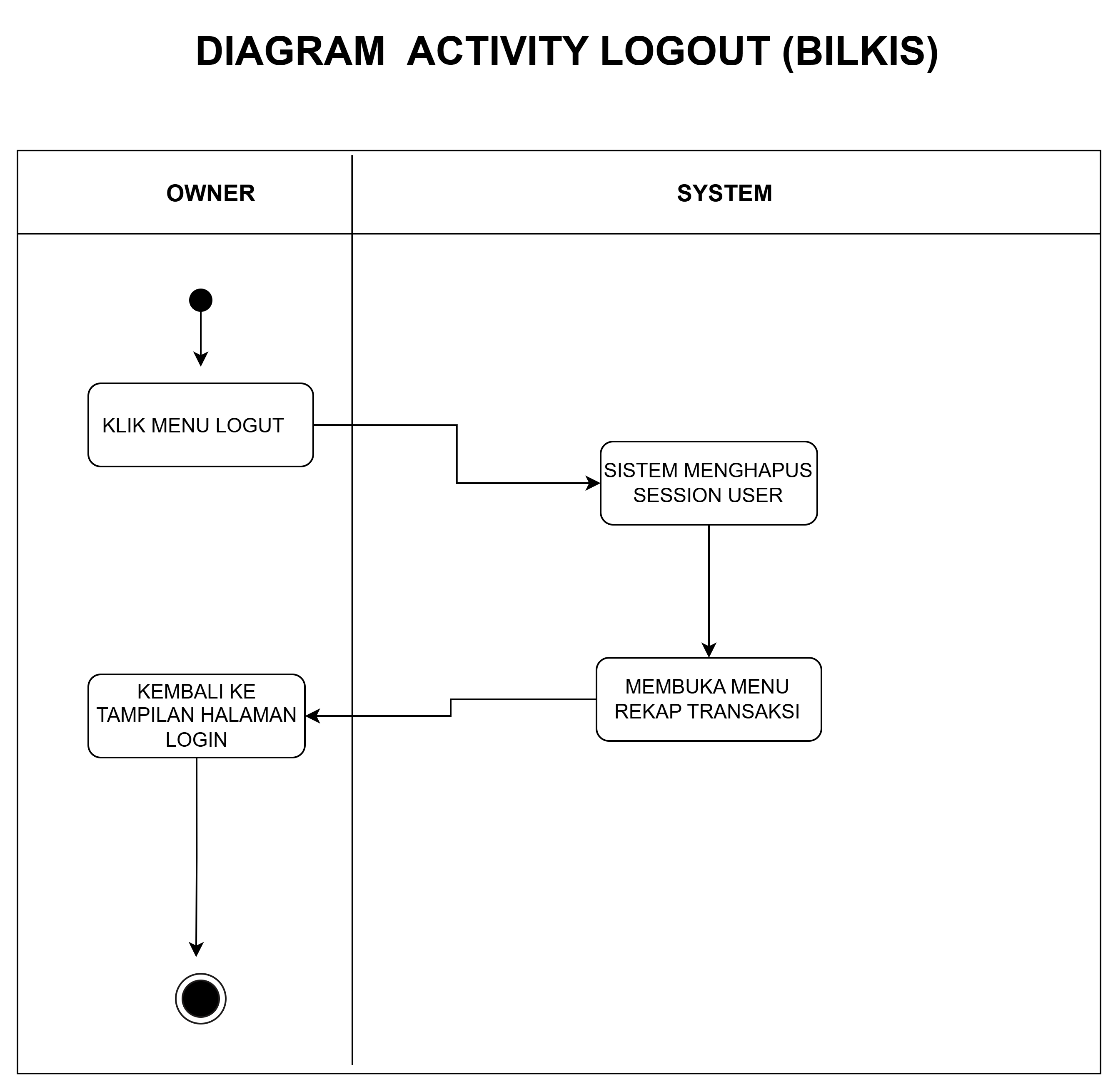 DIAGRAM ACTIVITY LOGOUT (BILKIS)
OWNER
SYSTEM
KLIK MENU LOGUT
SISTEM MENGHAPUS
SESSION USER
MEMBUKA MENU
REKAP TRANSAKSI
KEMBALI KE
TAMPILAN HALAMAN
LOGIN